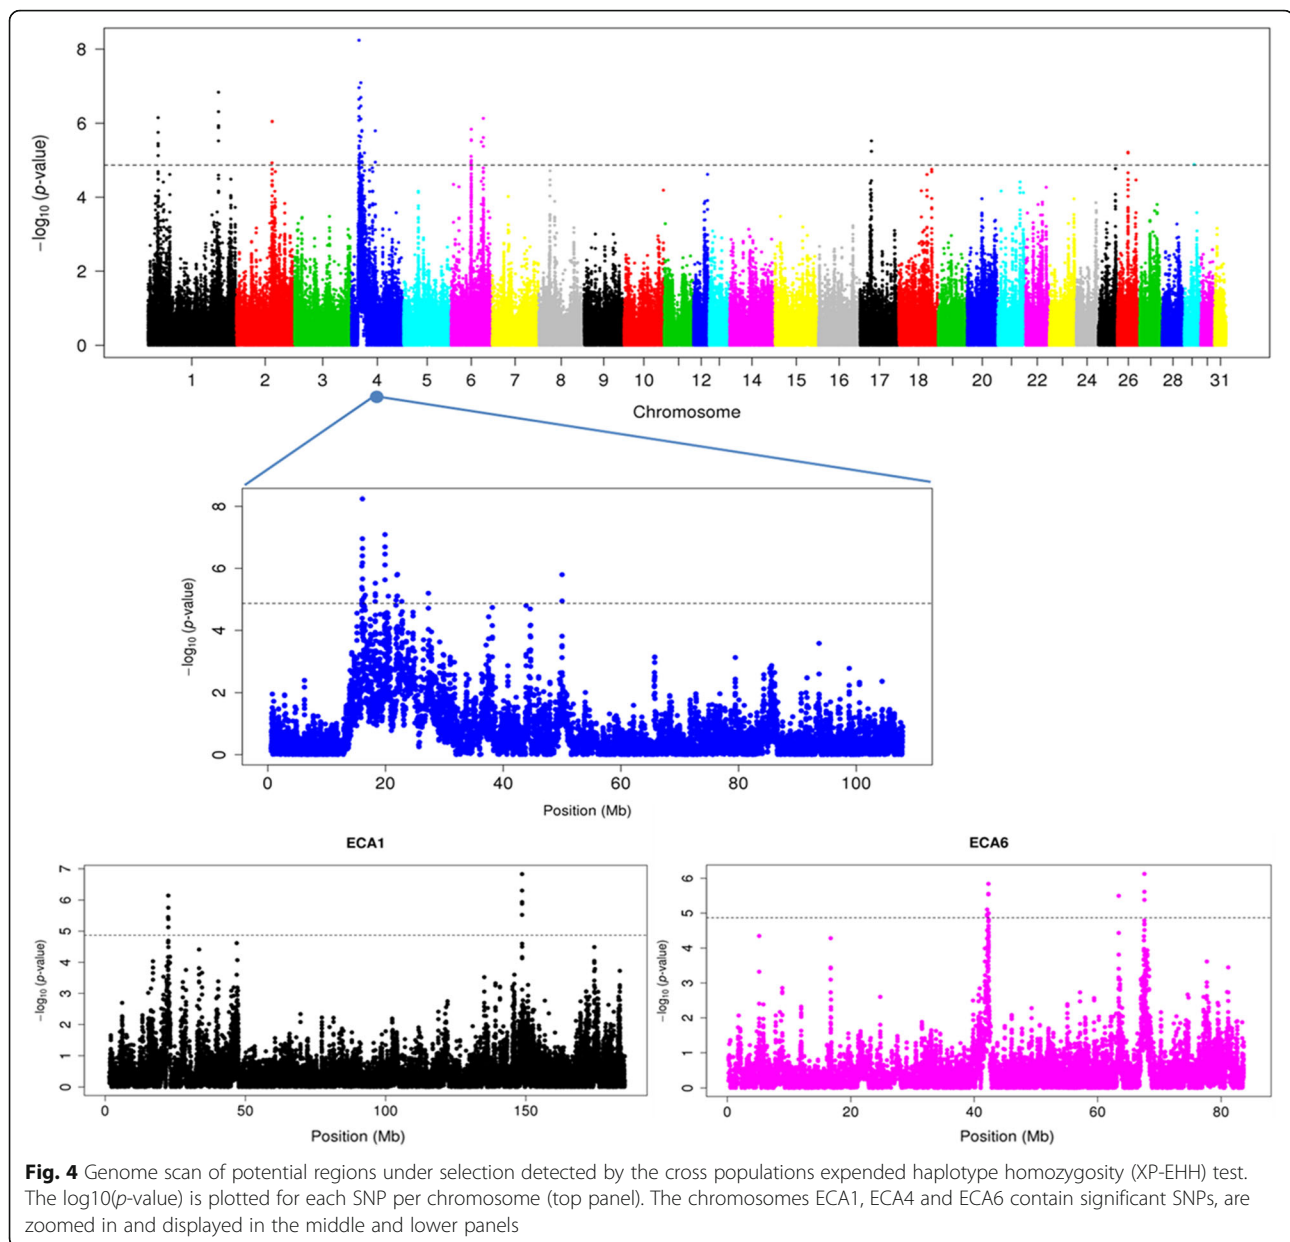 8
6
4
2
0
−log10 (p-value)
1 2 3 4 5 6 7 8 9 10 12 14 15 16 17 18 20 22 24 26 28 31
Chromosome
8
6
4
2
0
−log10 (p-value)
0 20 40 60 80 100
Position (Mb)
ECA1
7
6
5
4
3
2
1
0
−log10 (p-value)
0 50 100 150
Position (Mb)
ECA6
6
5
4
3
2
1
0
−log10 (p-value)
0 20 40 60 80
Position (Mb)
Fig. 4 Genome scan of potential regions under selection detected by the cross populations expended haplotype homozygosity (XP-EHH) test.
The log10(p-value) is plotted for each SNP per chromosome (top panel). The chromosomes ECA1, ECA4 and ECA6 contain significant SNPs, are
zoomed in and displayed in the middle and lower panels